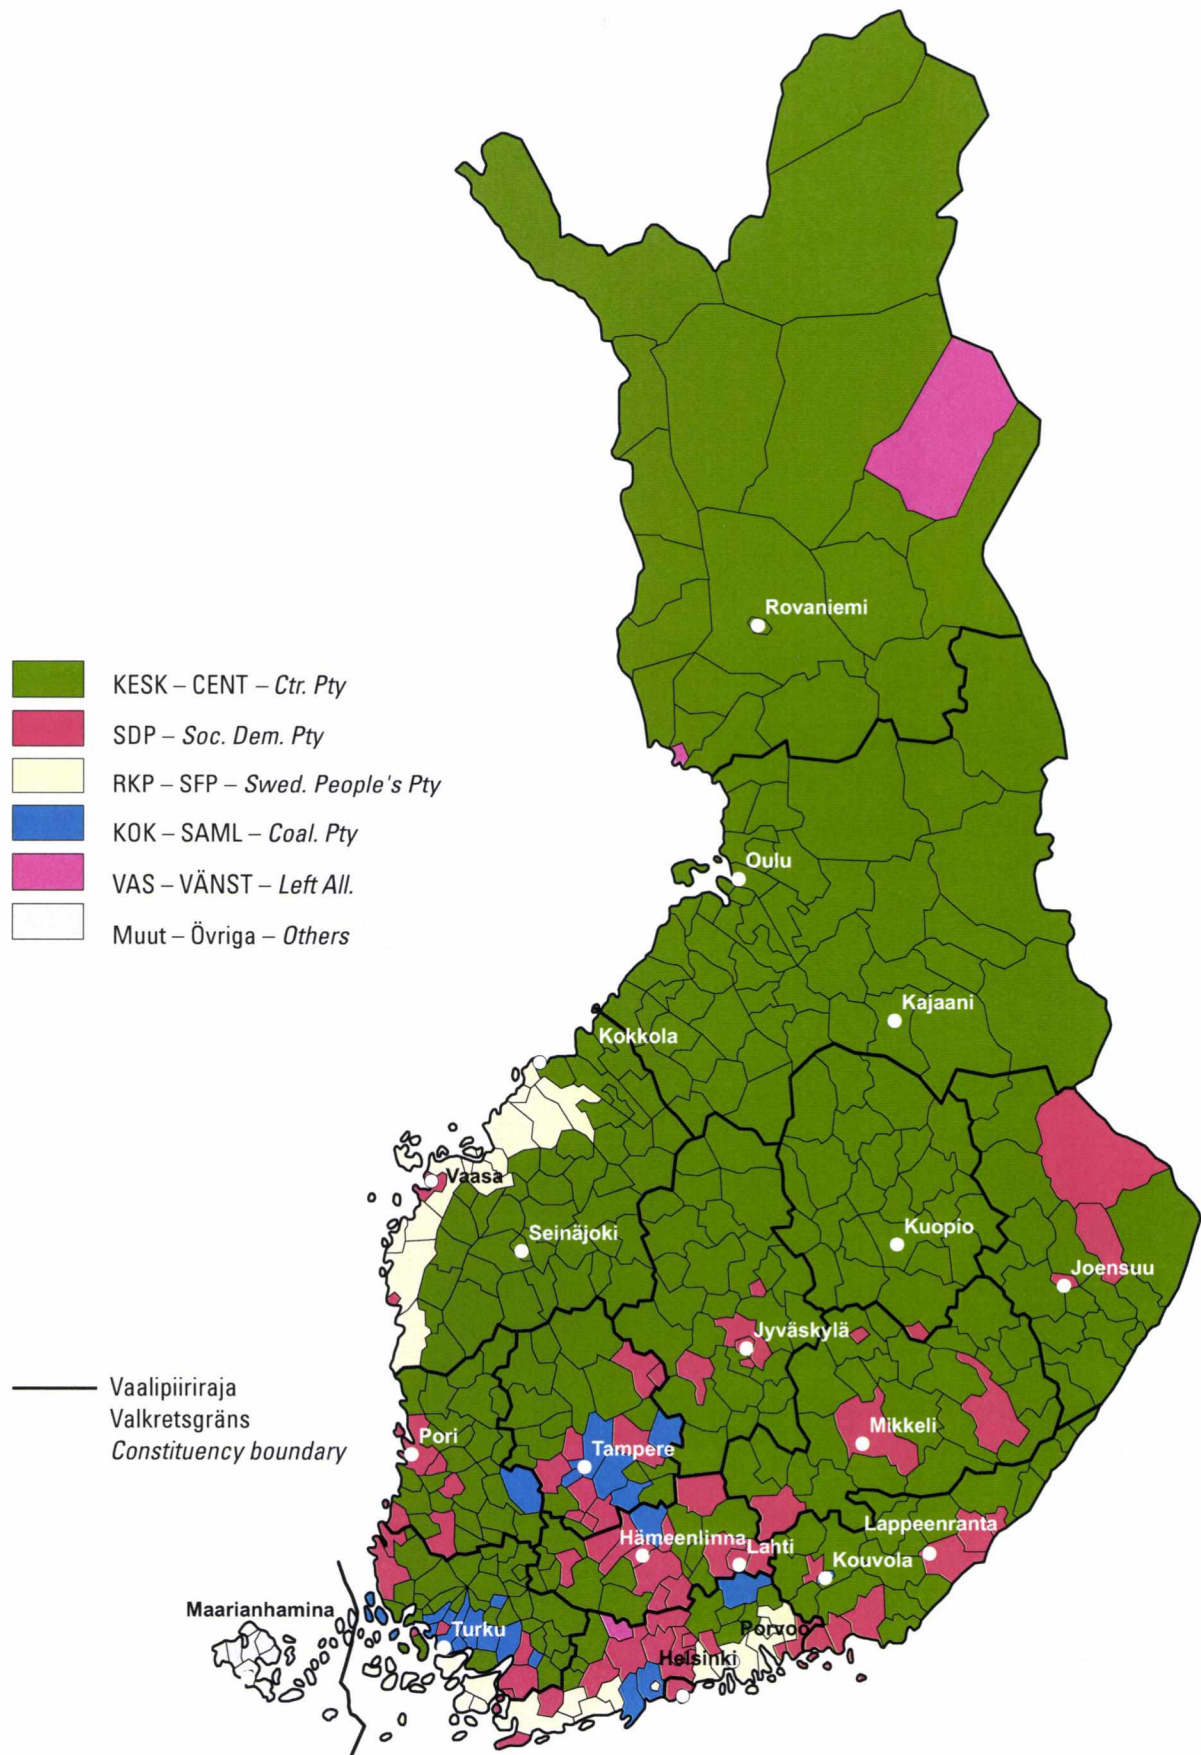 Rovaniemi
KESK – CENT – Ctr. Pty
SDP – Soc. Dem. Pty
RKP – SFP – Swed. People's Pty
KOK – SAML – Coal. Pty
VAS – VÄNST – Left All.
Muut – Övriga – Others
Oulu
Kajaani
Kokkola
Vaasa
Seinäjoki
Kuopio
Joensuu
Jyväskylä
Vaalipiiriraja
Valkretsgräns
Constituency boundary
Pori
Tampere
Mikkeli
Lappeenranta
Hämeenlinna
Lahti
Kouvola
Maarianhamina
Turku
Porvoo
Helsinki